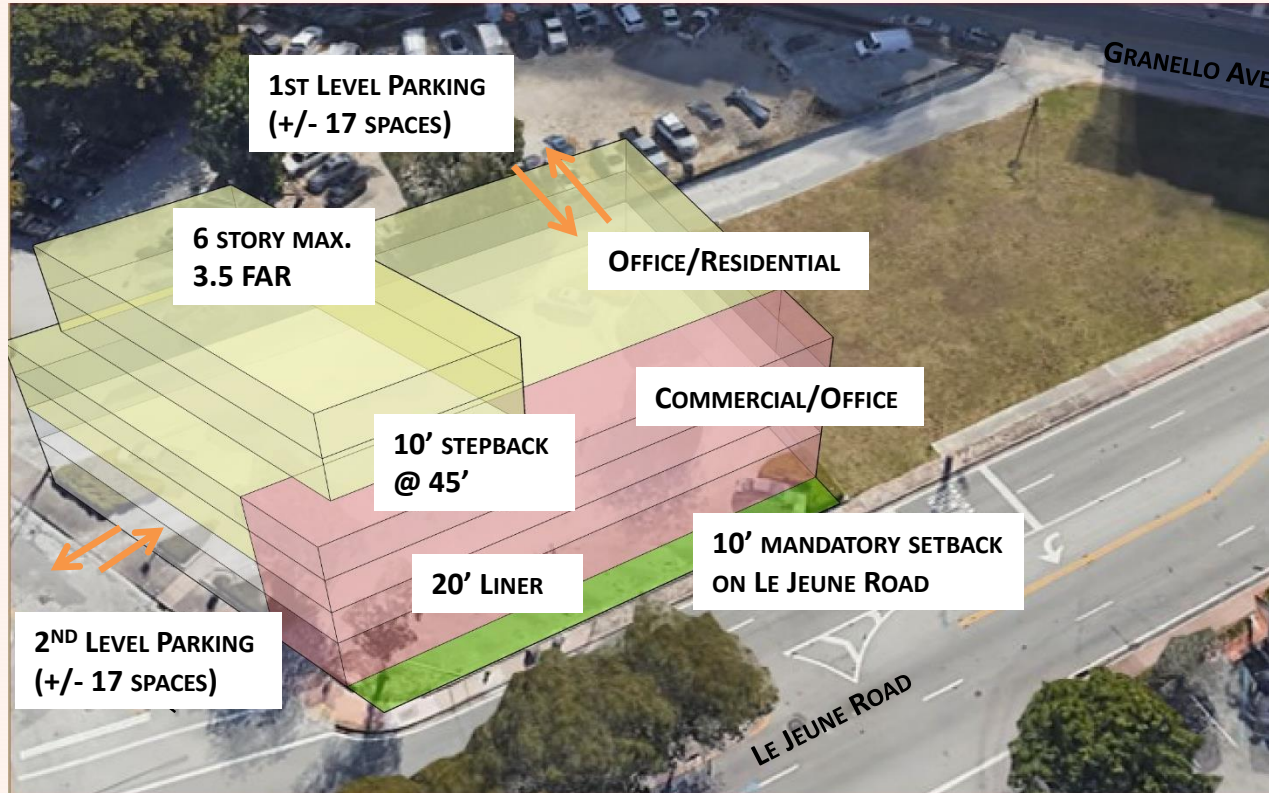 1ST LEVEL PARKING
(+/- 17 SPACES)
GRANELLO AVE
6 STORY MAX.
3.5 FAR
OFFICE/RESIDENTIAL
COMMERCIAL/OFFICE
10' STEPBACK
@ 45'
20' LINER
10' MANDATORY SETBACK
ON LE JEUNE ROAD
2ND LEVEL PARKING
(+/- 17 SPACES)
LE JEUNE ROAD